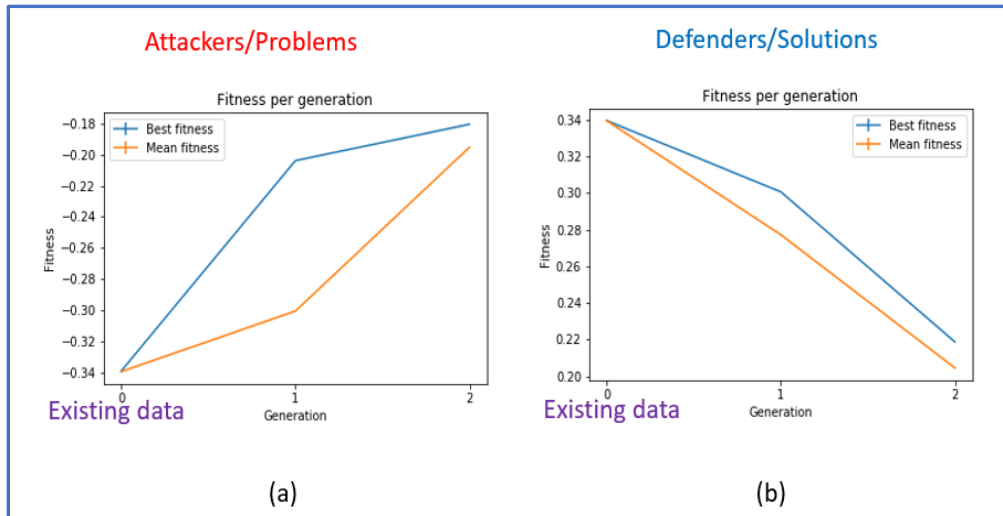 Attackers/Problems
Fitness per generation
Best fitness
Mean fitness
−0.18
−0.20
−0.22
−0.24
−0.26
−0.28
−0.30
−0.32
−0.34
Fitness
0
1
2
Existing data
Generation
(a)
Defenders/Solutions
Fitness per generation
Best fitness
Mean fitness
0.34
0.32
0.30
0.28
0.26
0.24
0.22
0.20
Fitness
0
1
2
Existing data
Generation
(b)